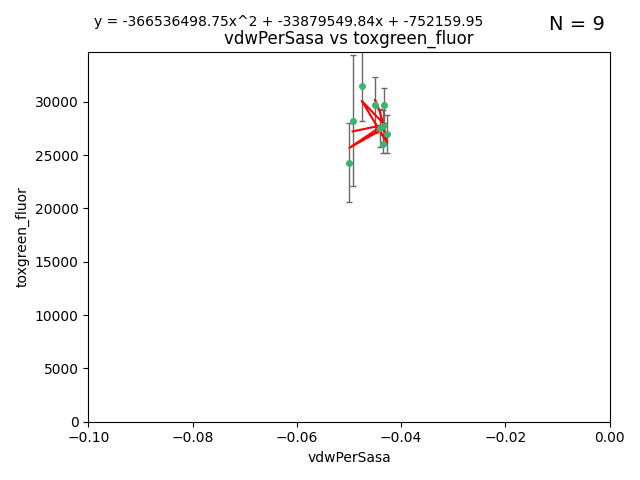 y = -366536498.75x^2 + -33879549.84x + -752159.95
N = 9
vdwPerSasa vs toxgreen_fluor
toxgreen_fluor
30000
25000
20000
15000
10000
5000
0
−0.10
−0.08
−0.06
−0.04
−0.02
0.00
vdwPerSasa